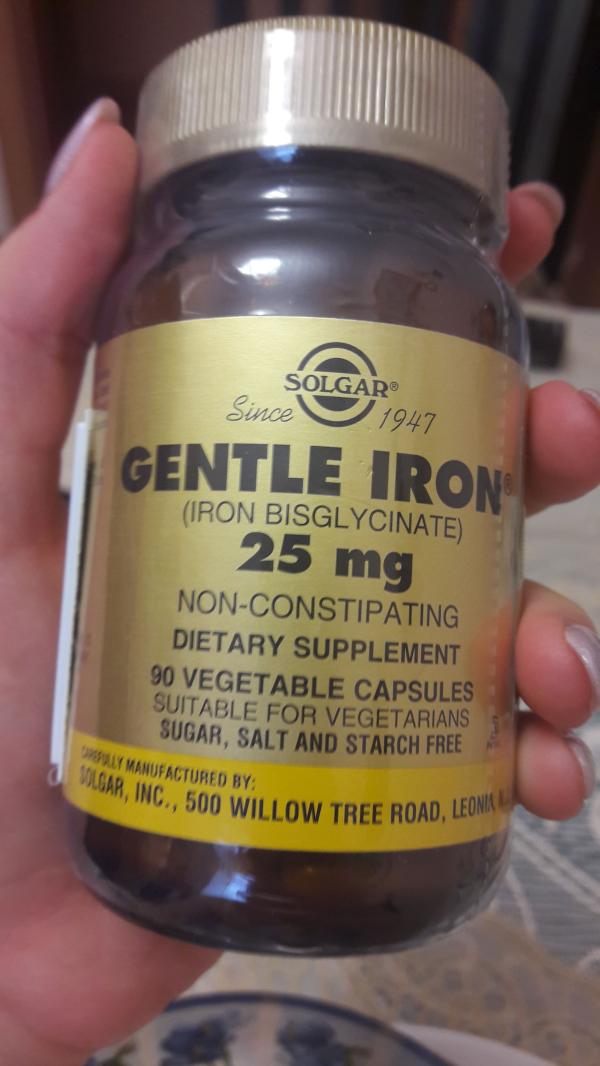 SOLGAR®
Since 1947
GENTLE IRON®
(IRON BISGLYCINATE)
25 mg
NON-CONSTIPATING
DIETARY SUPPLEMENT
90 VEGETABLE CAPSULES
SUITABLE FOR VEGETARIANS
SUGAR, SALT AND STARCH FREE
CAREFULLY MANUFACTURED BY:
SOLGAR, INC., 500 WILLOW TREE ROAD, LEONIA,